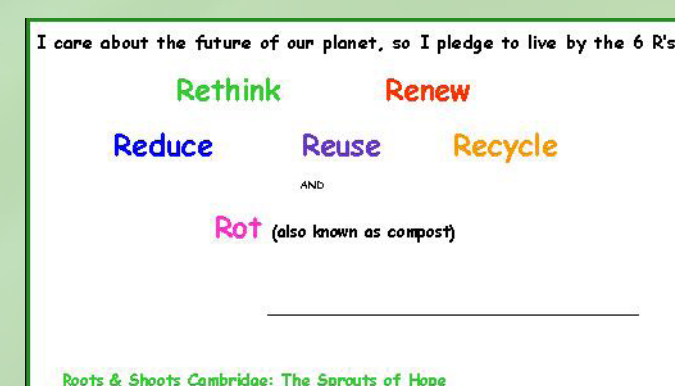 I care about the future of our planet, so I pledge to live by the 6 R's
Rethink Renew
Reduce Reuse Recycle
AND
Rot (also known as compost)
Roots & Shoots Cambridge: The Sprouts of Hope